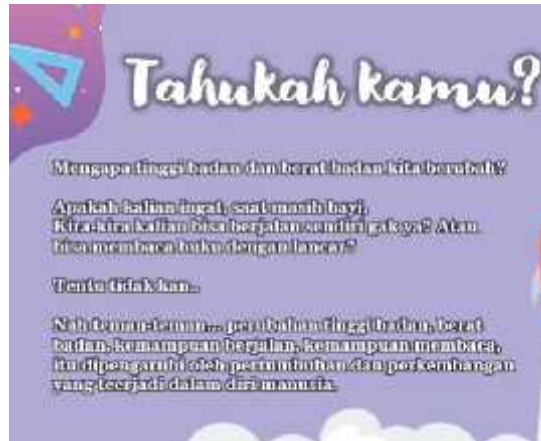 Tahukah kamu?
Mengapa tinggi badan dan berat badan kita berubah?
Apakah kalian ingat, saat masih bayi,
Kira-kira kalian bisa berjalan sendiri gak ya? Atau
bisa membaca buku dengan lancar?
Tentu tidak kan..
Nah teman-teman... perubahan tinggi badan, berat
badan, kemampuan berjalan, kemampuan membaca,
itu dipengaruhi oleh pertumbuhan dan perkembangan
yang teerjadi dalam diri manusia.